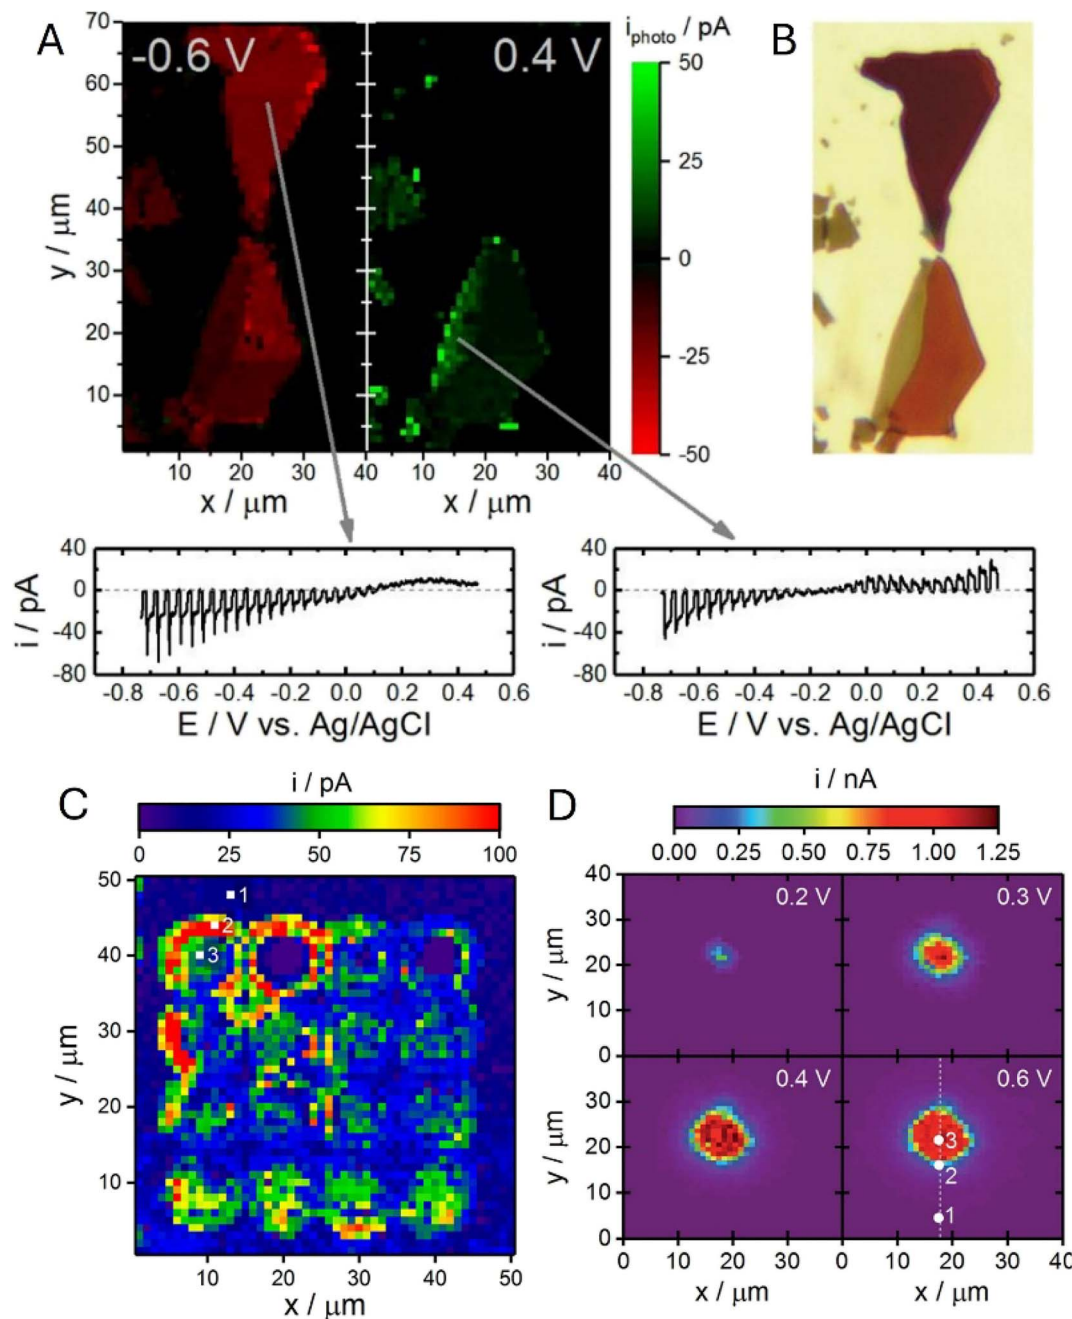 A
B
-0.6 V
0.4 V
i_photo / pA
70
60
50
40
30
20
10
y / μm
10 20 30 40
10 20 30 40
x / μm
x / μm
50
25
0
-25
-50
40
0
-40
-80
i / pA
-0.8 -0.6 -0.4 -0.2 0.0 0.2 0.4 0.6
E / V vs. Ag/AgCl
40
0
-40
-80
i / pA
-0.8 -0.6 -0.4 -0.2 0.0 0.2 0.4 0.6
E / V vs. Ag/AgCl
C
i / pA
0 25 50 75 100
50
40
30
20
10
y / μm
1
2
3
10 20 30 40 50
x / μm
D
i / nA
0.00 0.25 0.50 0.75 1.00 1.25
0.2 V
0.3 V
40
30
20
10
0
y / μm
0.4 V
0.6 V
30
20
10
0
y / μm
3
2
1
0 10 20 30 0 10 20 30 40
x / μm
x / μm